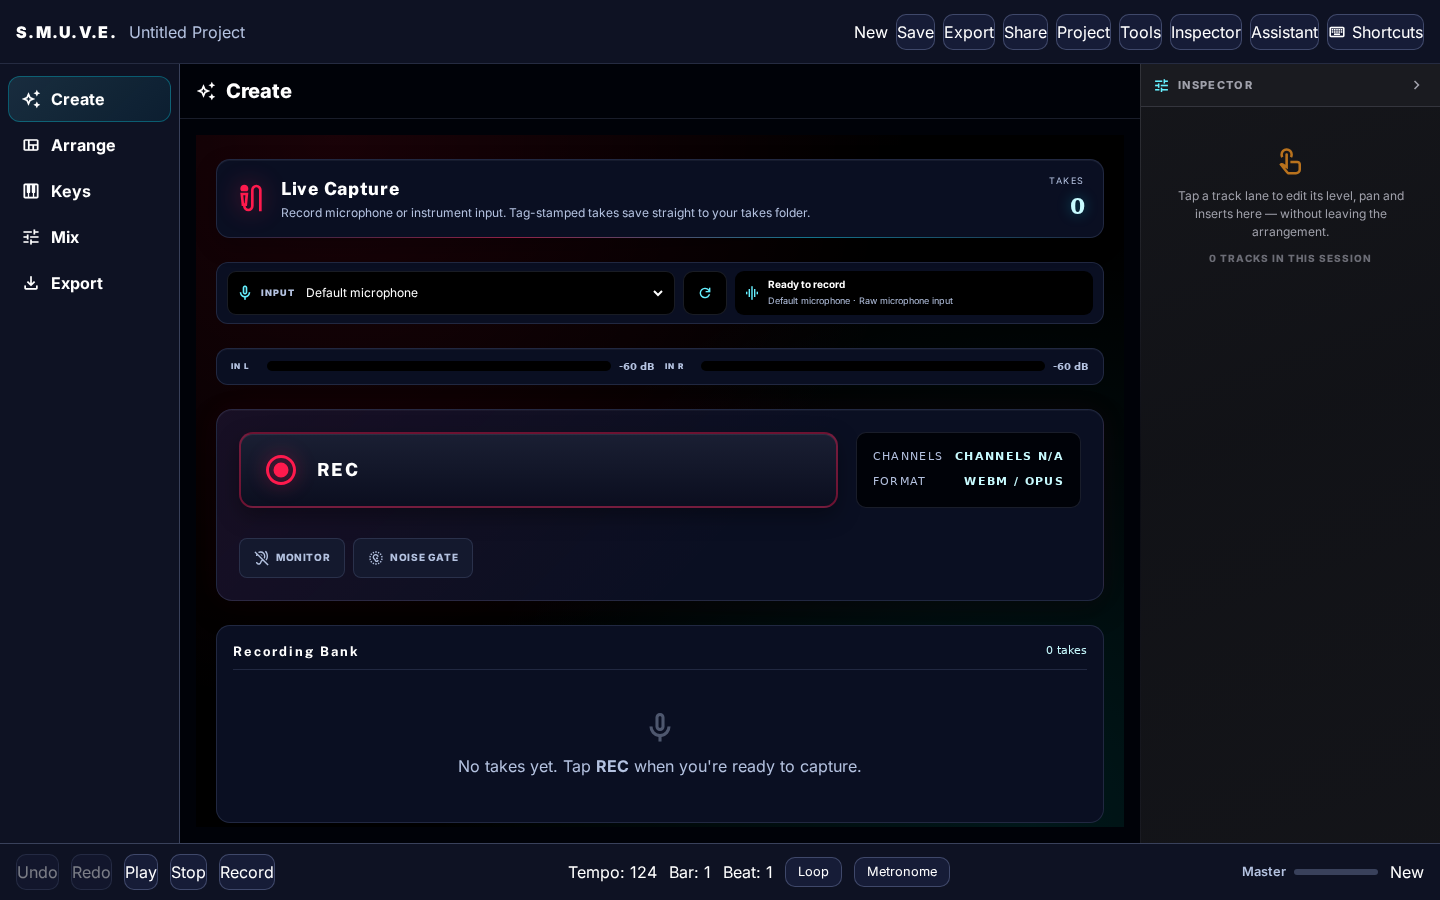 S.M.U.V.E. Untitled Project
New Save Export Share Project Tools Inspector Assistant Shortcuts
Create
Arrange
Keys
Mix
Export
Create
Live Capture
Record microphone or instrument input. Tag-stamped takes save straight to your takes folder.
TAKES
0
INPUT Default microphone
Ready to record
Default microphone · Raw microphone input
IN L -60 dB IN R -60 dB
REC
CHANNELS CHANNELS N/A
FORMAT WEBM / OPUS
MONITOR NOISE GATE
Recording Bank 0 takes
No takes yet. Tap REC when you're ready to capture.
INSPECTOR
Tap a track lane to edit its level, pan and
inserts here — without leaving the
arrangement.
0 TRACKS IN THIS SESSION
Undo Redo Play Stop Record Tempo: 124 Bar: 1 Beat: 1 Loop Metronome Master New